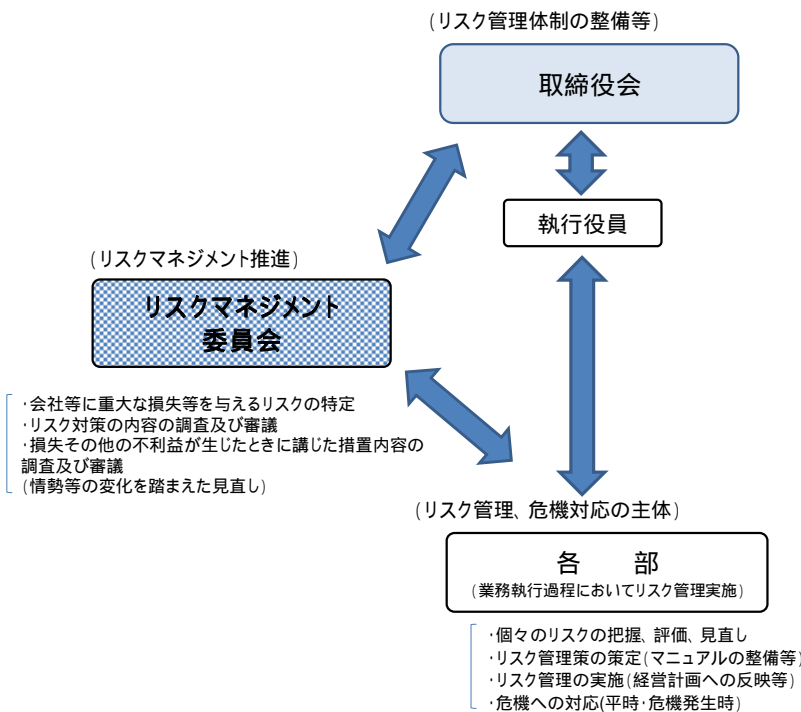 (リスク管理体制の整備等)
取締役会
執行役員
(リスクマネジメント推進)
リスクマネジメント
委員会
・会社等に重大な損失等を与えるリスクの特定
・リスク対策の内容の調査及び審議
・損失その他の不利益が生じたときに講じた措置内容の
調査及び審議
(情勢等の変化を踏まえた見直し)
(リスク管理、危機対応の主体)
各　　部
(業務執行過程においてリスク管理実施)
・個々のリスクの把握、評価、見直し
・リスク管理策の策定(マニュアルの整備等)
・リスク管理の実施(経営計画への反映等)
・危機への対応(平時・危機発生時)